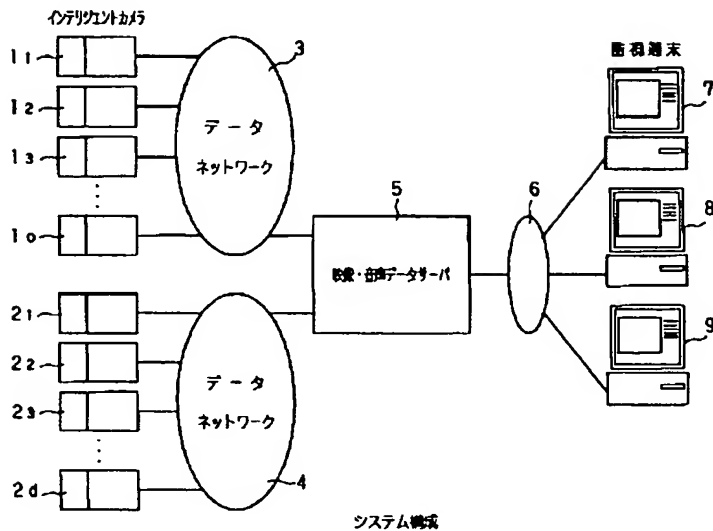 インテリジェントカメラ
監視端末
1₁
1₂
1₃
1₀
2₁
2₂
2₃
2d
3
データ
ネットワーク
4
データ
ネットワーク
5
映像・音声データサーバ
6
7
8
9
システム構成